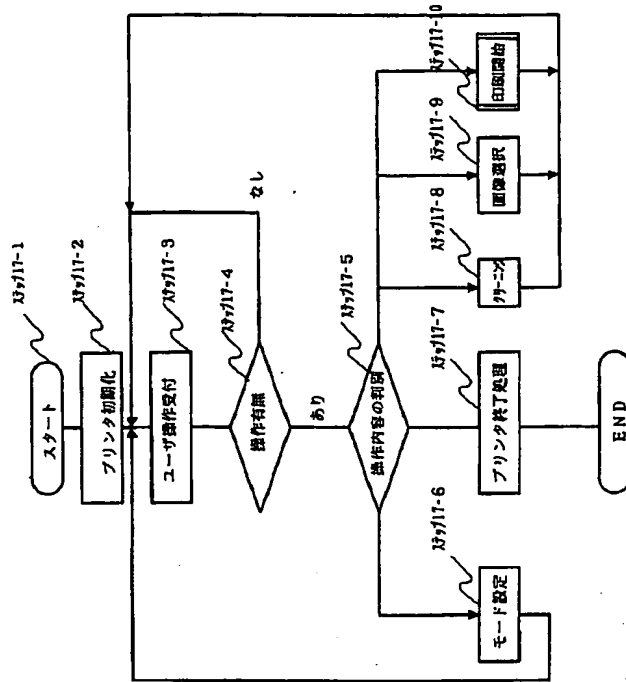 スタート
ステップ17-1
プリンタ初期化
ステップ17-2
ユーザ操作受付
ステップ17-3
操作有無
ステップ17-4
なし
あり
操作内容の判別
ステップ17-5
モード設定
ステップ17-6
プリンタ終了処理
ステップ17-7
クリーニング
ステップ17-8
画像選択
ステップ17-9
印刷開始
ステップ17-10
END